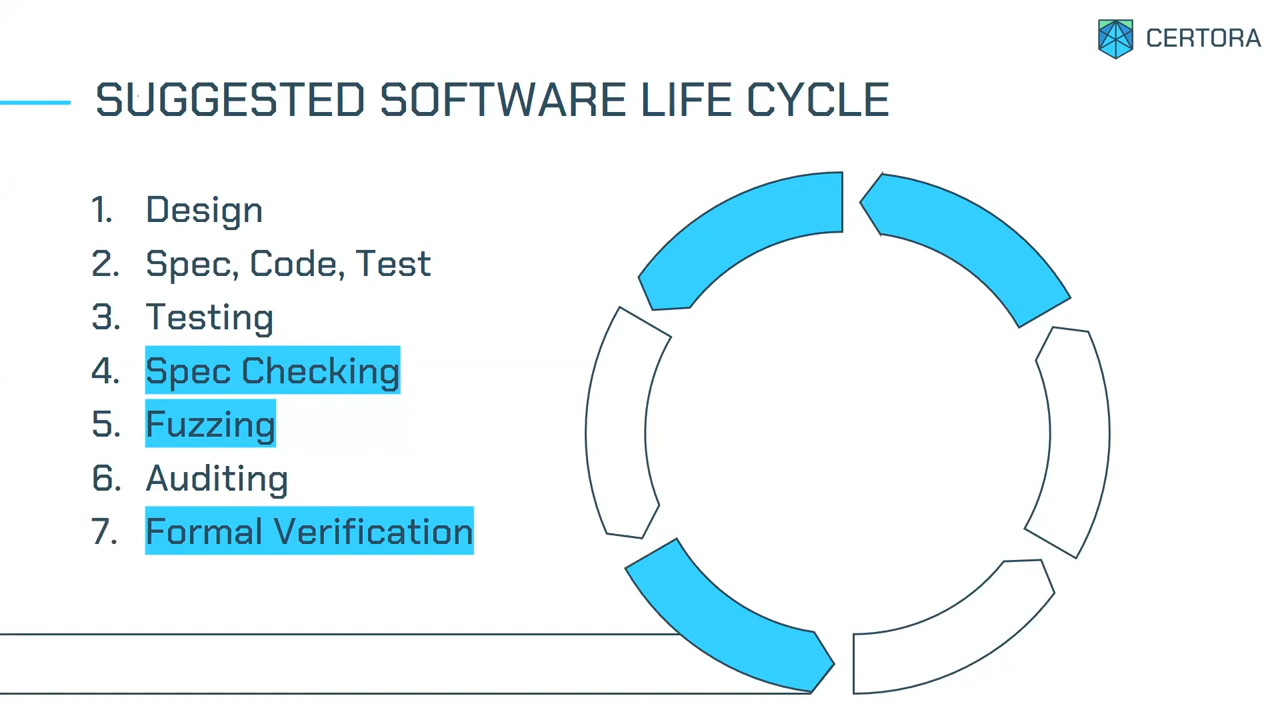 CERTORA
SUGGESTED SOFTWARE LIFE CYCLE
1. Design
2. Spec, Code, Test
3. Testing
4. Spec Checking
5. Fuzzing
6. Auditing
7. Formal Verification